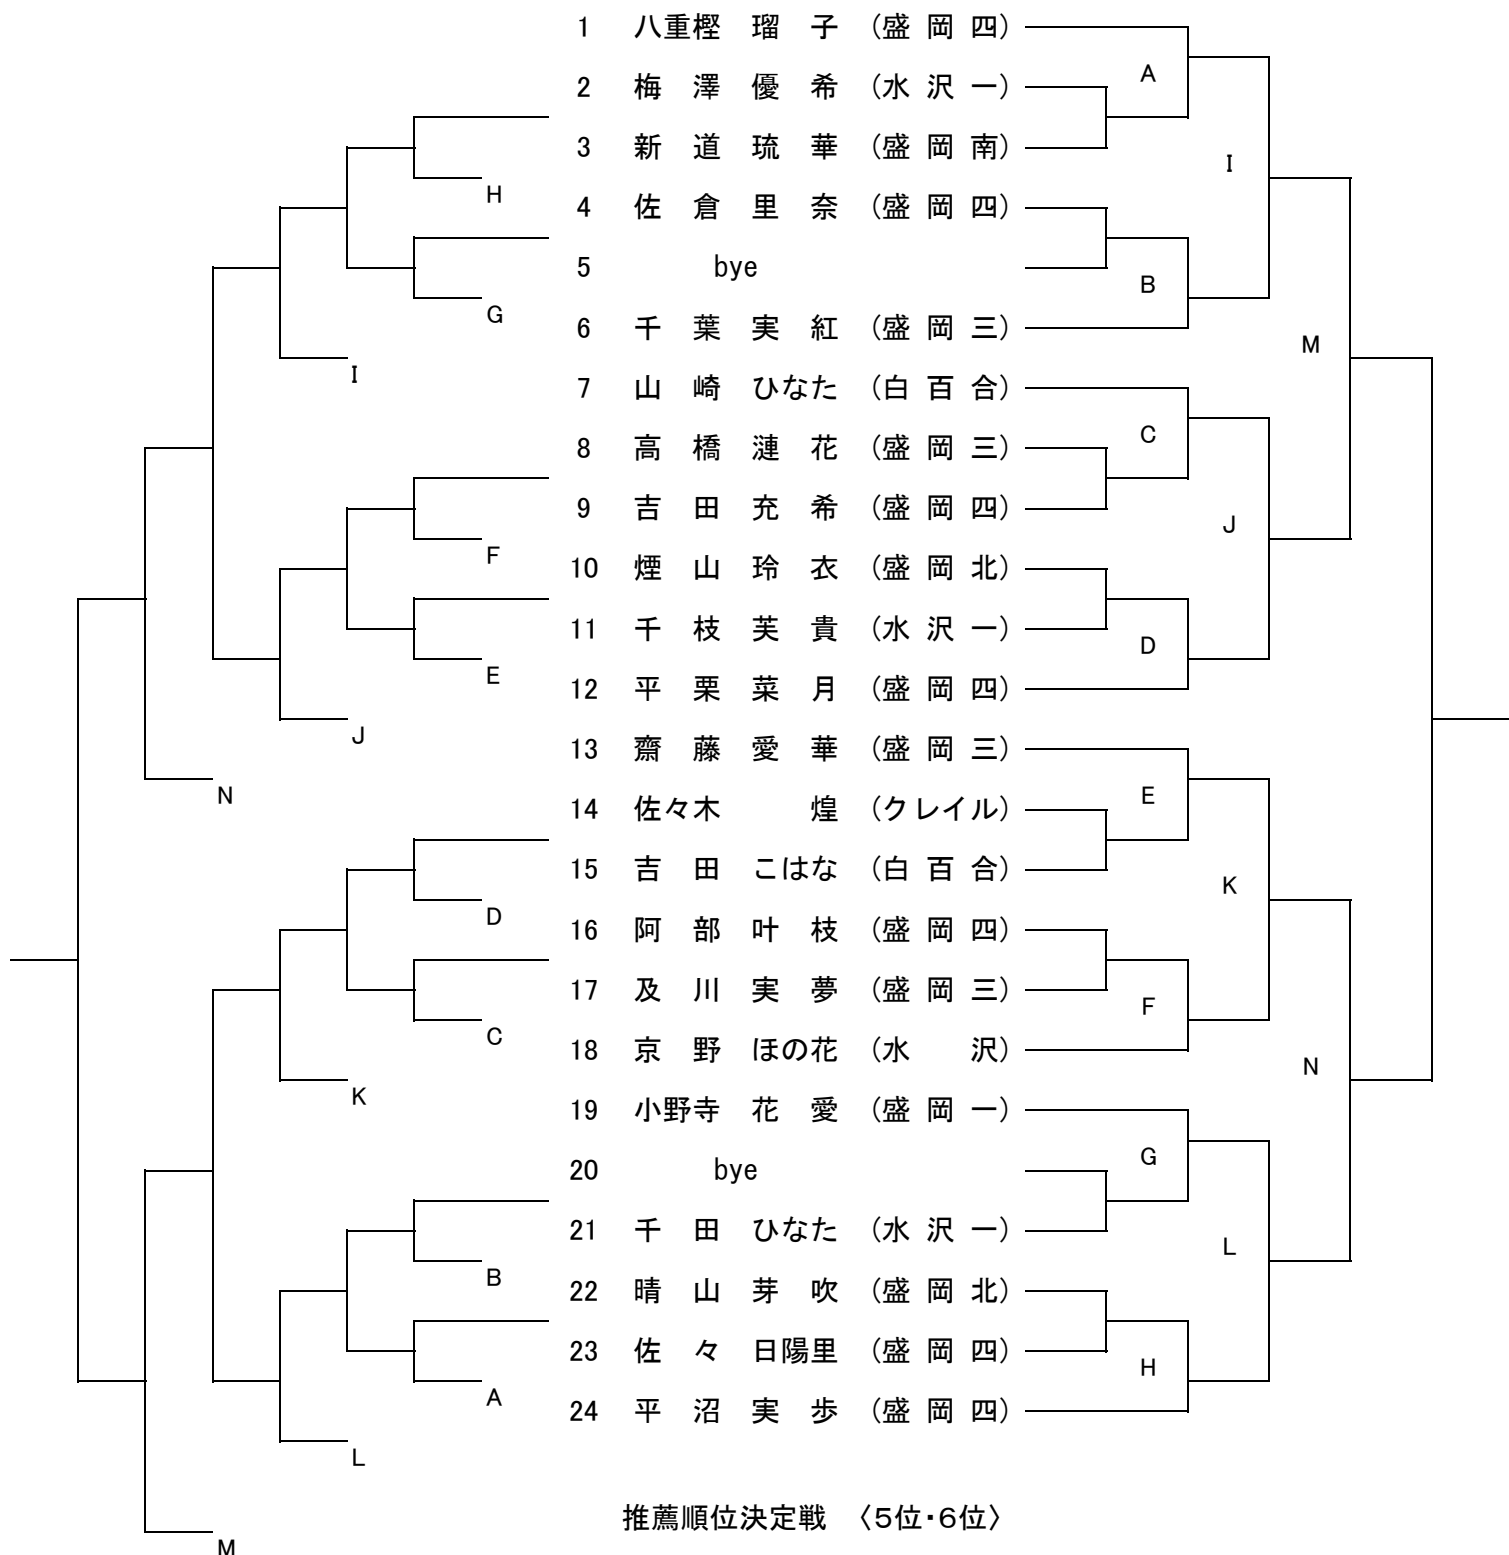 1 八重樫 瑠 子 (盛 岡 四)
A
2 梅 澤 優 希 (水 沢 一)
3 新 道 琉 華 (盛 岡 南)
I
H
4 佐 倉 里 奈 (盛 岡 四)
5 bye
B
G
6 千 葉 実 紅 (盛 岡 三)
M
I
7 山 崎 ひなた (白 百 合)
C
8 高 橋 漣 花 (盛 岡 三)
9 吉 田 充 希 (盛 岡 四)
J
F
10 煙 山 玲 衣 (盛 岡 北)
11 千 枝 芙 貴 (水 沢 一)
D
E
12 平 栗 菜 月 (盛 岡 四)
J
13 齋 藤 愛 華 (盛 岡 三)
N
E
14 佐々木 煌 (クレイル)
15 吉 田 こはな (白 百 合)
K
D
16 阿 部 叶 枝 (盛 岡 四)
17 及 川 実 夢 (盛 岡 三)
F
C
18 京 野 ほの花 (水 沢)
N
K
19 小野寺 花 愛 (盛 岡 一)
G
20 bye
21 千 田 ひなた (水 沢 一)
L
B
22 晴 山 芽 吹 (盛 岡 北)
23 佐 々 日陽里 (盛 岡 四)
H
A
24 平 沼 実 歩 (盛 岡 四)
L
推薦順位決定戦 〈5位・6位〉
M